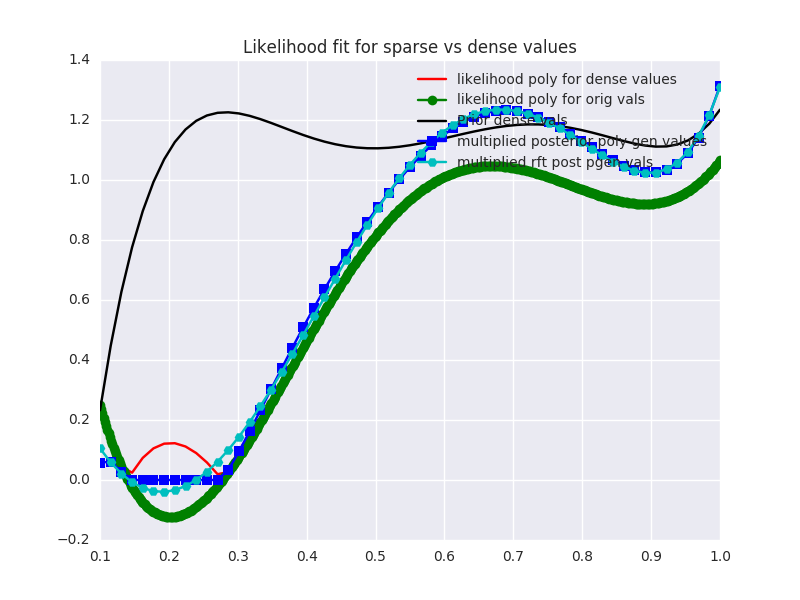 Likelihood fit for sparse vs dense values
1.4
1.2
1.0
0.8
0.6
0.4
0.2
0.0
−0.2
likelihood poly for dense values
likelihood poly for orig vals
Prior dense vals
multiplied posterior poly gen values
multiplied rft post pgen vals
0.1 0.2 0.3 0.4 0.5 0.6 0.7 0.8 0.9 1.0